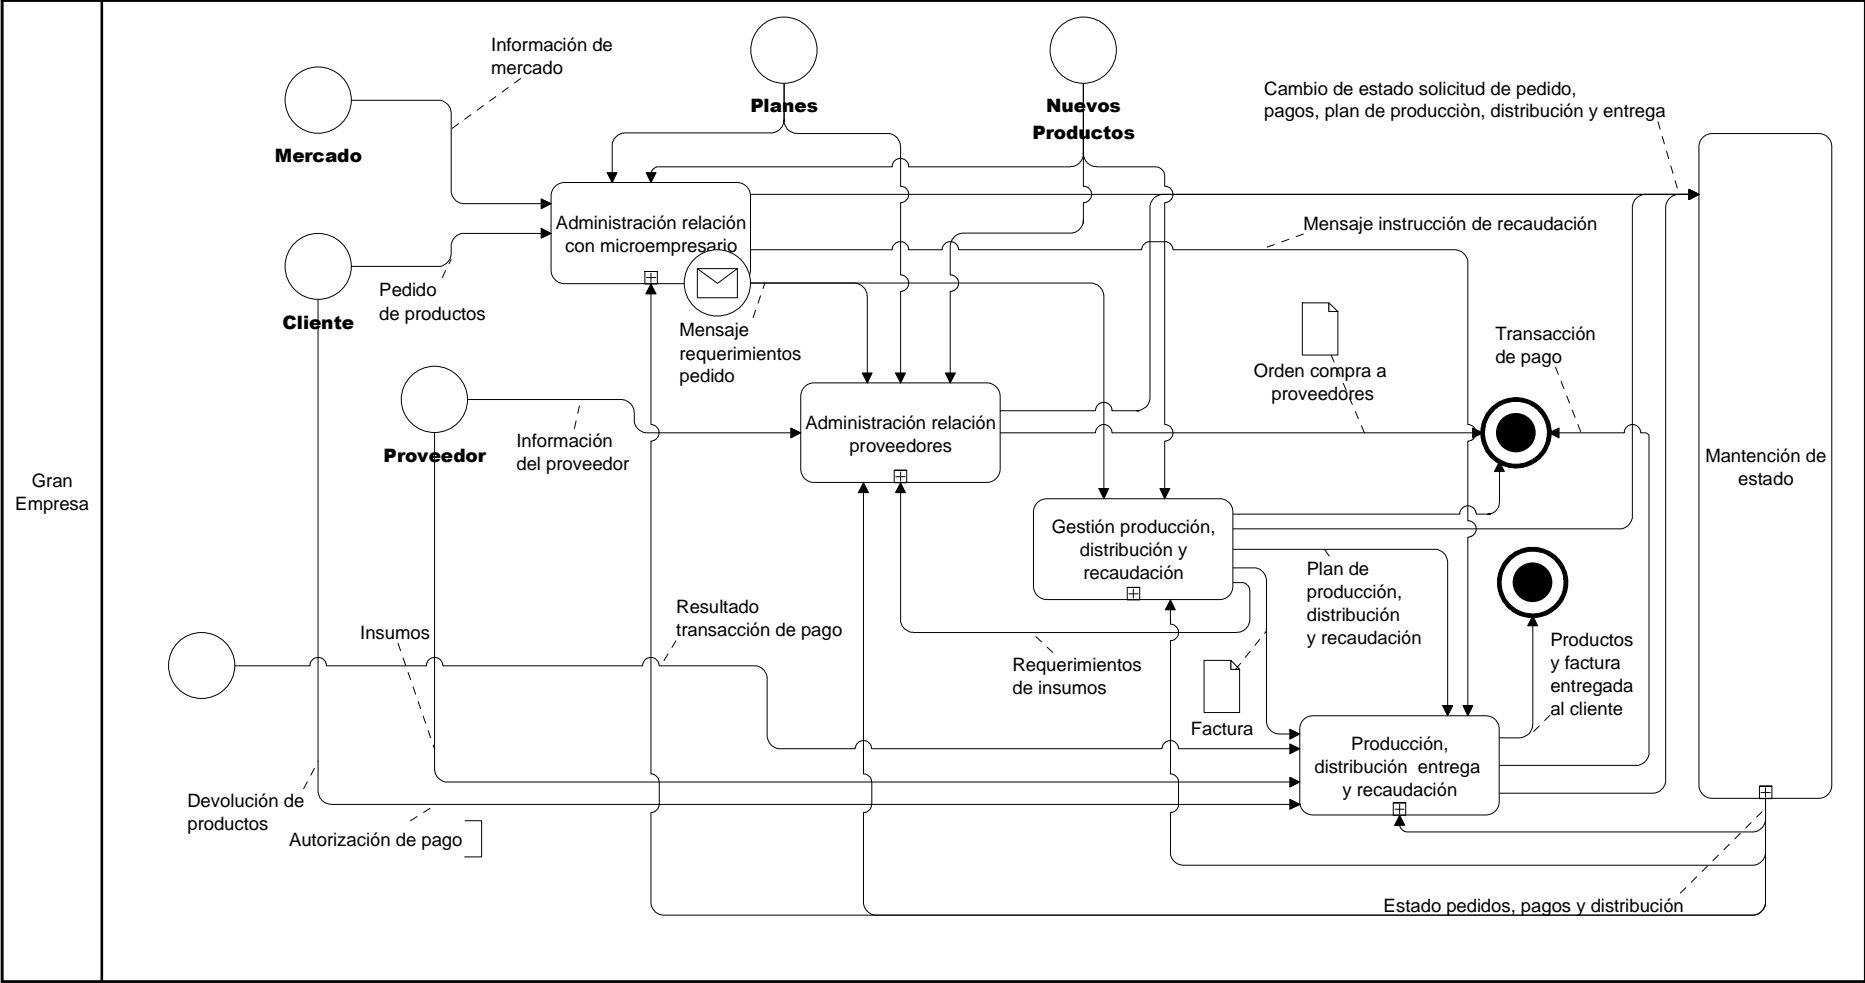 Información de
mercado
Mercado
Planes
Nuevos
Productos
Cambio de estado solicitud de pedido,
pagos, plan de producciòn, distribución y entrega
Administración relación
con microempresario
Mensaje instrucción de recaudación
Pedido
de productos
Cliente
Mensaje
requerimientos
pedido
Transacción
de pago
Orden compra a
proveedores
Información
del proveedor
Proveedor
Administración relación
proveedores
Gran
Empresa
Mantención de
estado
Gestión producción,
distribución y
recaudación
Plan de
producción,
distribución
y recaudación
Resultado
transacción de pago
Insumos
Requerimientos
de insumos
Productos
y factura
entregada
al cliente
Factura
Producción,
distribución entrega
y recaudación
Devolución de
productos
Autorización de pago
Estado pedidos, pagos y distribución